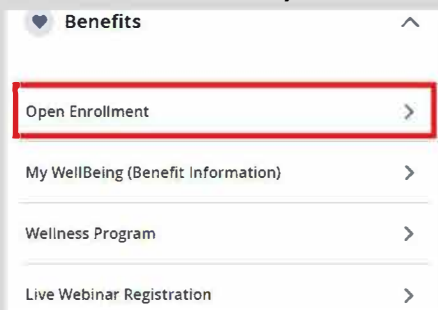 Benefits
Open Enrollment
My WellBeing (Benefit Information)
Wellness Program
Live Webinar Registration